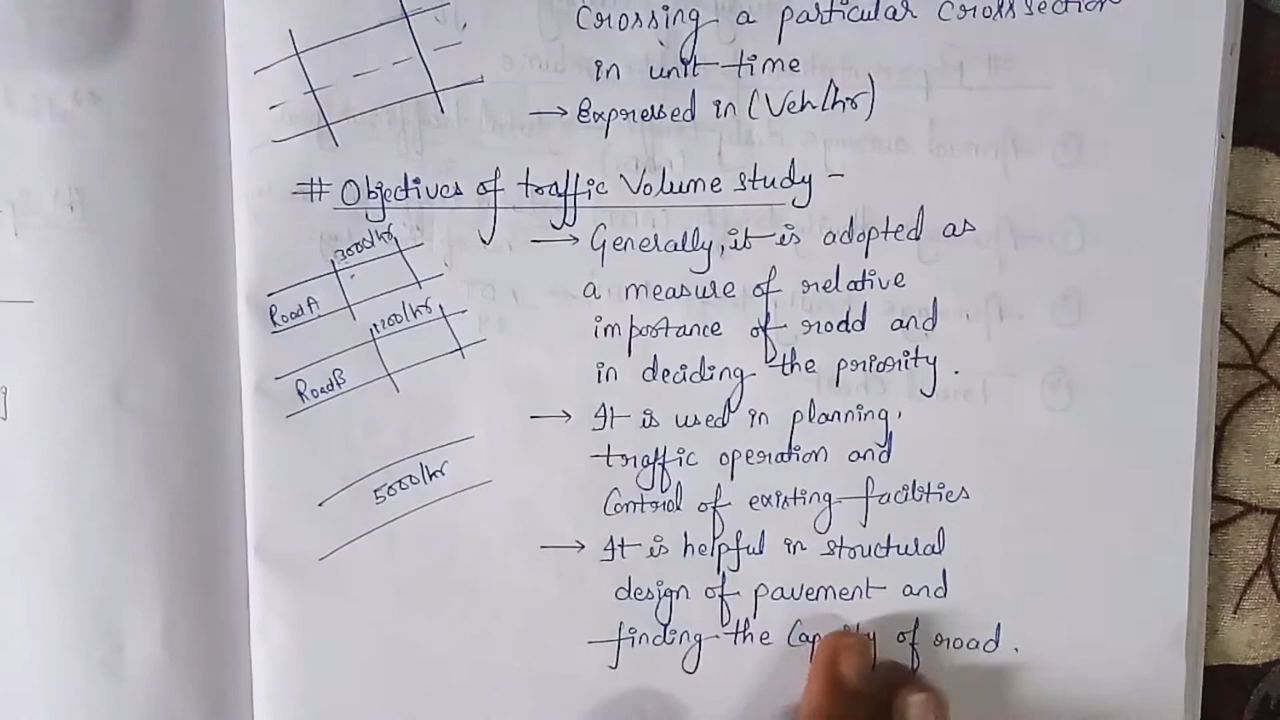 Crossing a particular cross section
in unit time
→ Expressed in (Veh/hr)
# Objectives of traffic Volume study -
→ Generally, it is adopted as
a measure of relative
importance of rodd and
in deciding the priority.
→ It is used in planning,
traffic operation and
Control of existing facilities
→ It is helpful in structural
design of pavement and
finding the Capacity of road.
3000/hr
Road A
1200/hr
Road B
5000/hr